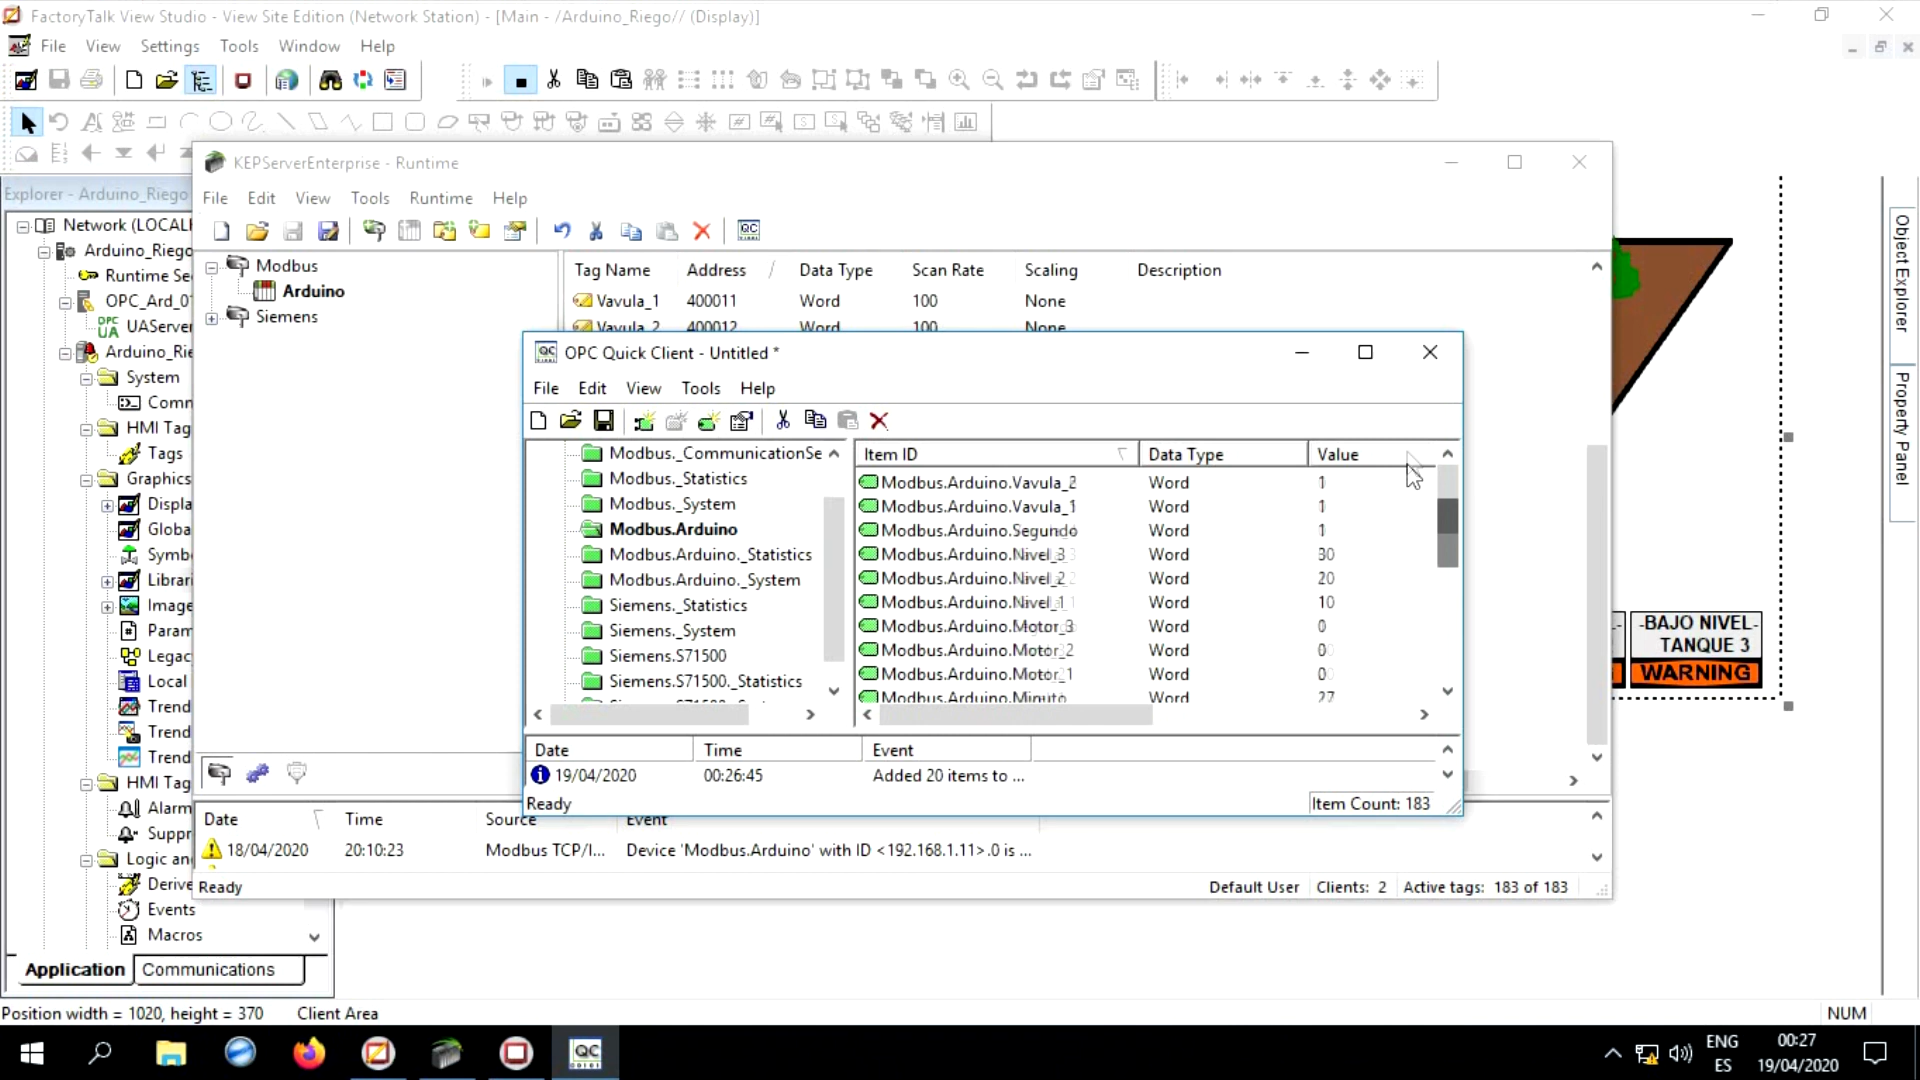 FactoryTalk View Studio - View Site Edition (Network Station) - [Main - /Arduino_Riego// (Display)]
File View Settings Tools Window Help
KEPServerEnterprise - Runtime
File Edit View Tools Runtime Help
Explorer - Arduino_Riego
Network (LOCALH
Arduino_Riego
Runtime Se
OPC_Ard_0
UAServer
Arduino_Rie
System
Comm
HMI Tag
Tags
Graphics
Displa
Globa
Symb
Librari
Image
Param
Legac
Local
Trend
Trend
Trend
HMI Tag
Alarm
Suppr
Logic an
Derive
Events
Macros
Application Communications
Modbus
Arduino
Siemens
Tag Name Address / Data Type Scan Rate Scaling Description
Vavula_1 400011 Word 100 None
Vavula_2 400012 Word 100 None
OPC Quick Client - Untitled *
File Edit View Tools Help
Modbus._CommunicationSe
Modbus._Statistics
Modbus._System
Modbus.Arduino
Modbus.Arduino._Statistics
Modbus.Arduino._System
Siemens._Statistics
Siemens._System
Siemens.S71500
Siemens.S71500._Statistics
Item ID Data Type Value
Modbus.Arduino.Vavula_2 Word 1
Modbus.Arduino.Vavula_1 Word 1
Modbus.Arduino.Segundo Word 1
Modbus.Arduino.Nivel_3 Word 30
Modbus.Arduino.Nivel_2 Word 20
Modbus.Arduino.Nivel_1 Word 10
Modbus.Arduino.Motor_3 Word 0
Modbus.Arduino.Motor_2 Word 0
Modbus.Arduino.Motor_1 Word 0
Modbus.Arduino.Minuto Word 27
Date Time Event
19/04/2020 00:26:45 Added 20 items to ...
Ready Item Count: 183
Date Time Source Event
18/04/2020 20:10:23 Modbus TCP/I... Device 'Modbus.Arduino' with ID <192.168.1.11>.0 is ...
Ready Default User Clients: 2 Active tags: 183 of 183
Object Explorer
Property Panel
-BAJO NIVEL-
TANQUE 3
WARNING
Position width = 1020, height = 370 Client Area NUM
QC
ENG
ES
00:27
19/04/2020